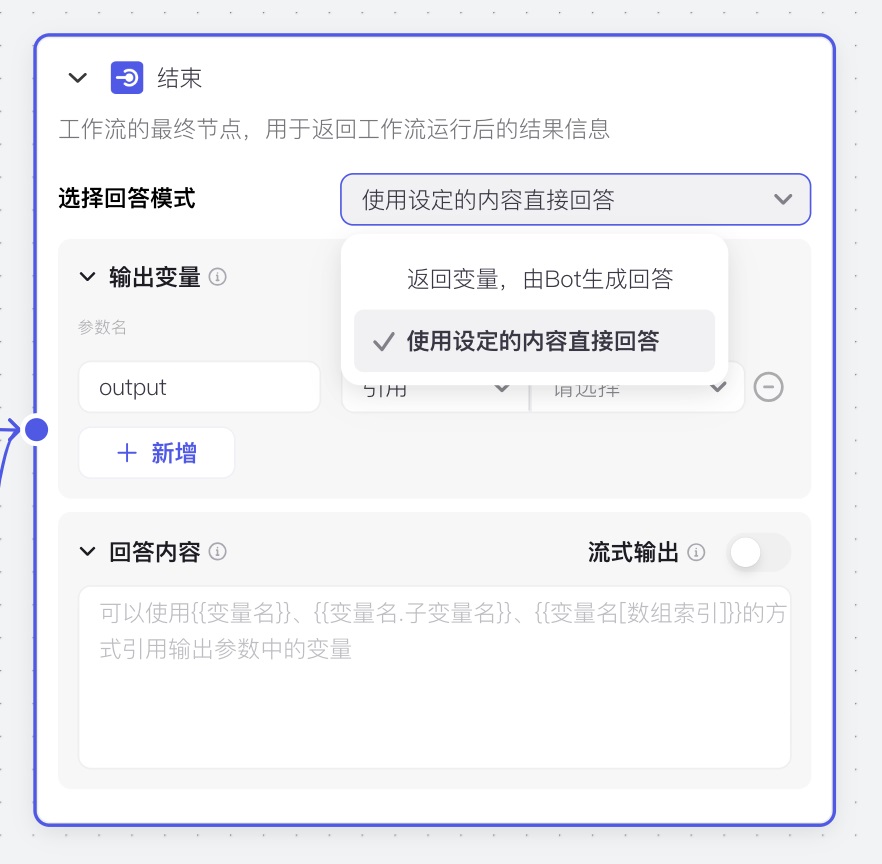 结束
工作流的最终节点，用于返回工作流运行后的结果信息
选择回答模式
使用设定的内容直接回答
返回变量，由Bot生成回答
使用设定的内容直接回答
输出变量
参数名
output
引用
请选择
新增
回答内容
流式输出
可以使用{{变量名}}、{{变量名.子变量名}}、{{变量名[数组索引]}}的方
式引用输出参数中的变量